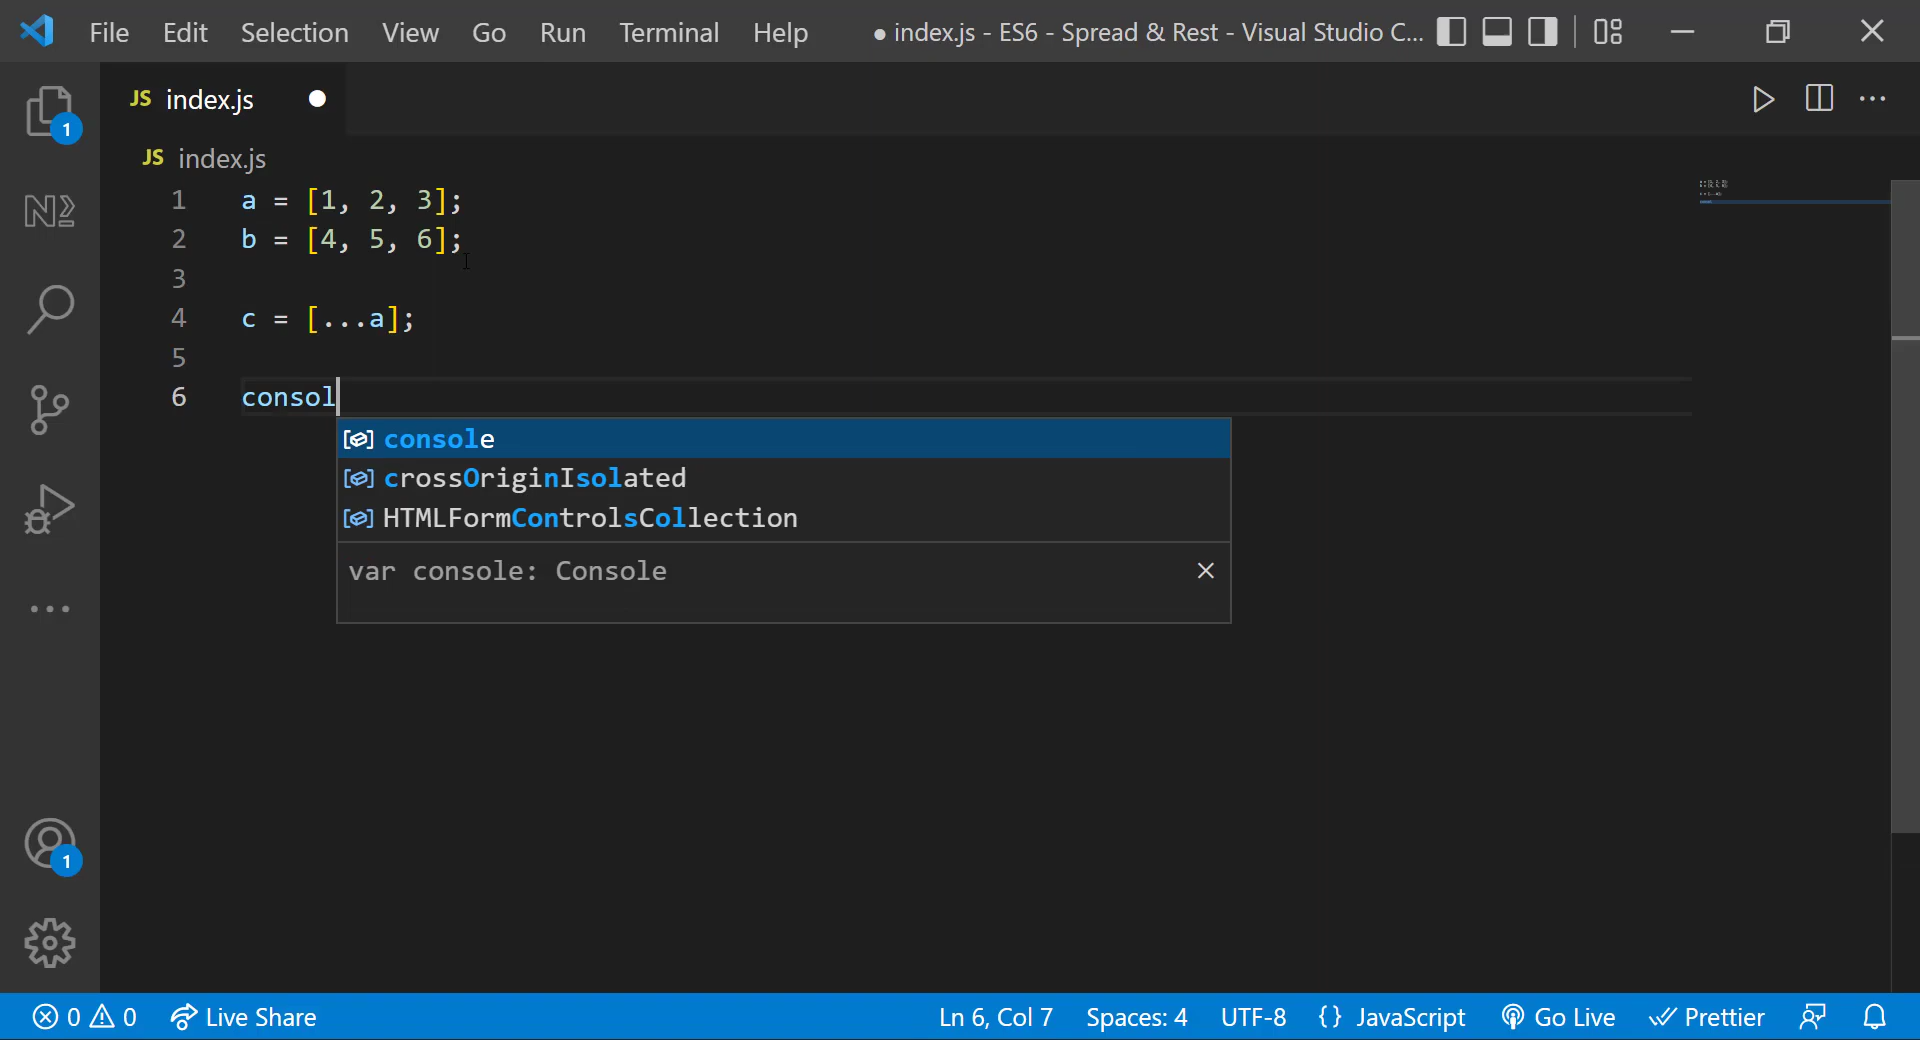 File Edit Selection View Go Run Terminal Help ● index.js - ES6 - Spread & Rest - Visual Studio C...
1
JS index.js
JS index.js
1 a = [1, 2, 3];
2 b = [4, 5, 6];
3
4 c = [...a];
5
6 consol
console
crossOriginIsolated
HTMLFormControlsCollection
var console: Console
1
0 0 Live Share Ln 6, Col 7 Spaces: 4 UTF-8 {} JavaScript Go Live Prettier